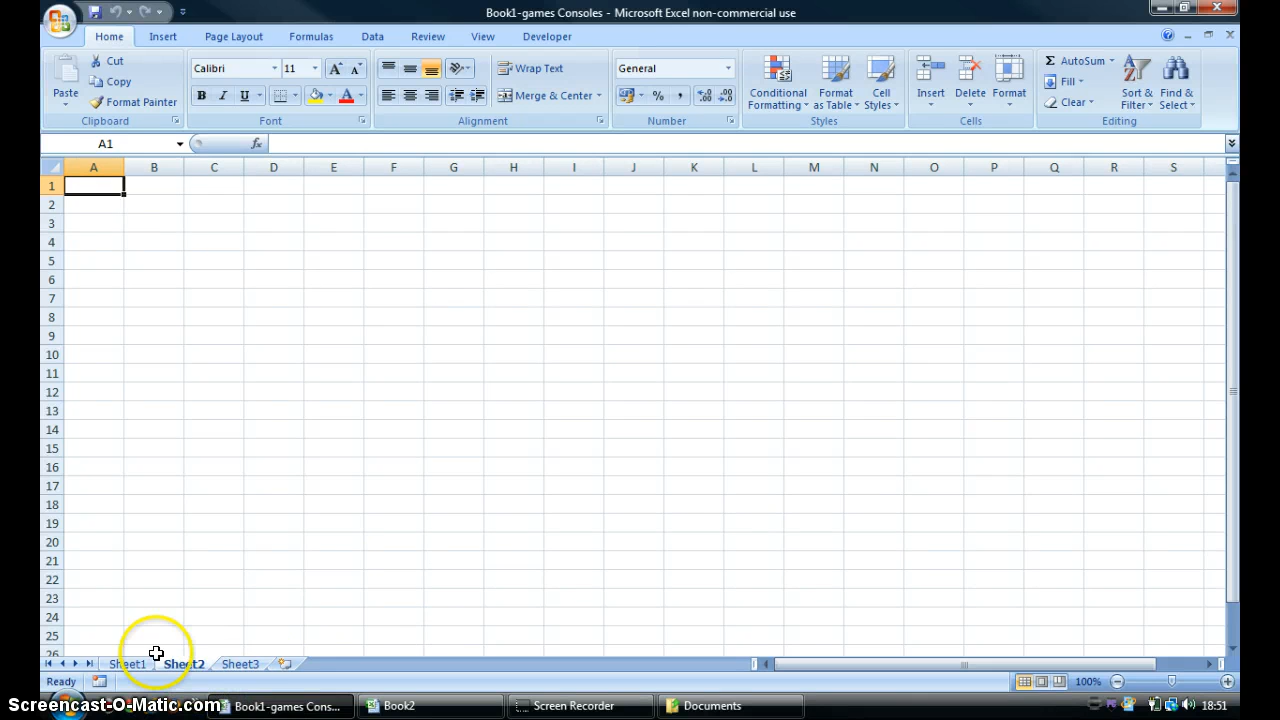 Book1-games Consoles - Microsoft Excel non-commercial use
Home Insert Page Layout Formulas Data Review View Developer
Paste
Cut
Copy
Format Painter
Clipboard
Calibri 11
B I U
A A
A
Font
Wrap Text
Merge & Center
Alignment
General
% ,
Number
Conditional Formatting
Format as Table
Cell Styles
Styles
Insert Delete Format
Cells
Σ AutoSum
Fill
Clear
Sort & Filter
Find & Select
Editing
A1 fx
A B C D E F G H I J K L M N O P Q R S
1
2
3
4
5
6
7
8
9
10
11
12
13
14
15
16
17
18
19
20
21
22
23
24
25
26
Sheet1 Sheet2 Sheet3
Ready 100%
Book1-games Cons... Book2 Screen Recorder Documents 18:51
Screencast-O-Matic.com